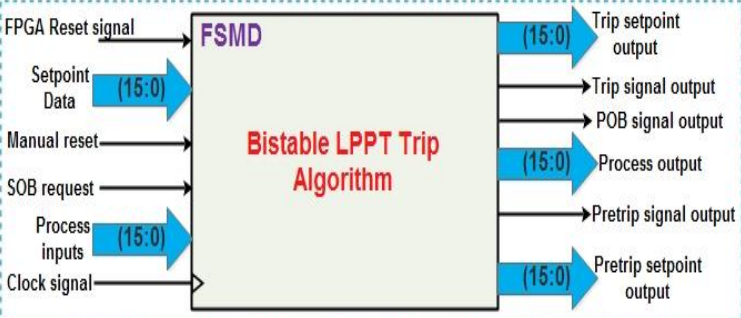 FPGA Reset signal
Setpoint
Data
(15:0)
Manual reset
SOB request
Process
inputs
(15:0)
Clock signal
FSMD
Bistable LPPT Trip
Algorithm
(15:0)
Trip setpoint
output
Trip signal output
POB signal output
(15:0)
Process output
Pretrip signal output
(15:0)
Pretrip setpoint
output